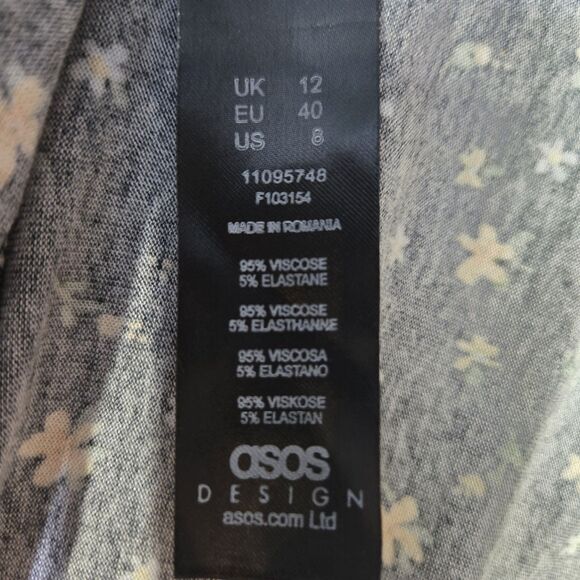 UK 12
EU 40
US 8
11095748
F103154
MADE IN ROMANIA
95% VISCOSE
5% ELASTANE
95% VISCOSE
5% ELASTHANNE
95% VISCOSA
5% ELASTANO
95% VISKOSE
5% ELASTAN
asos
DESIGN
asos.com Ltd